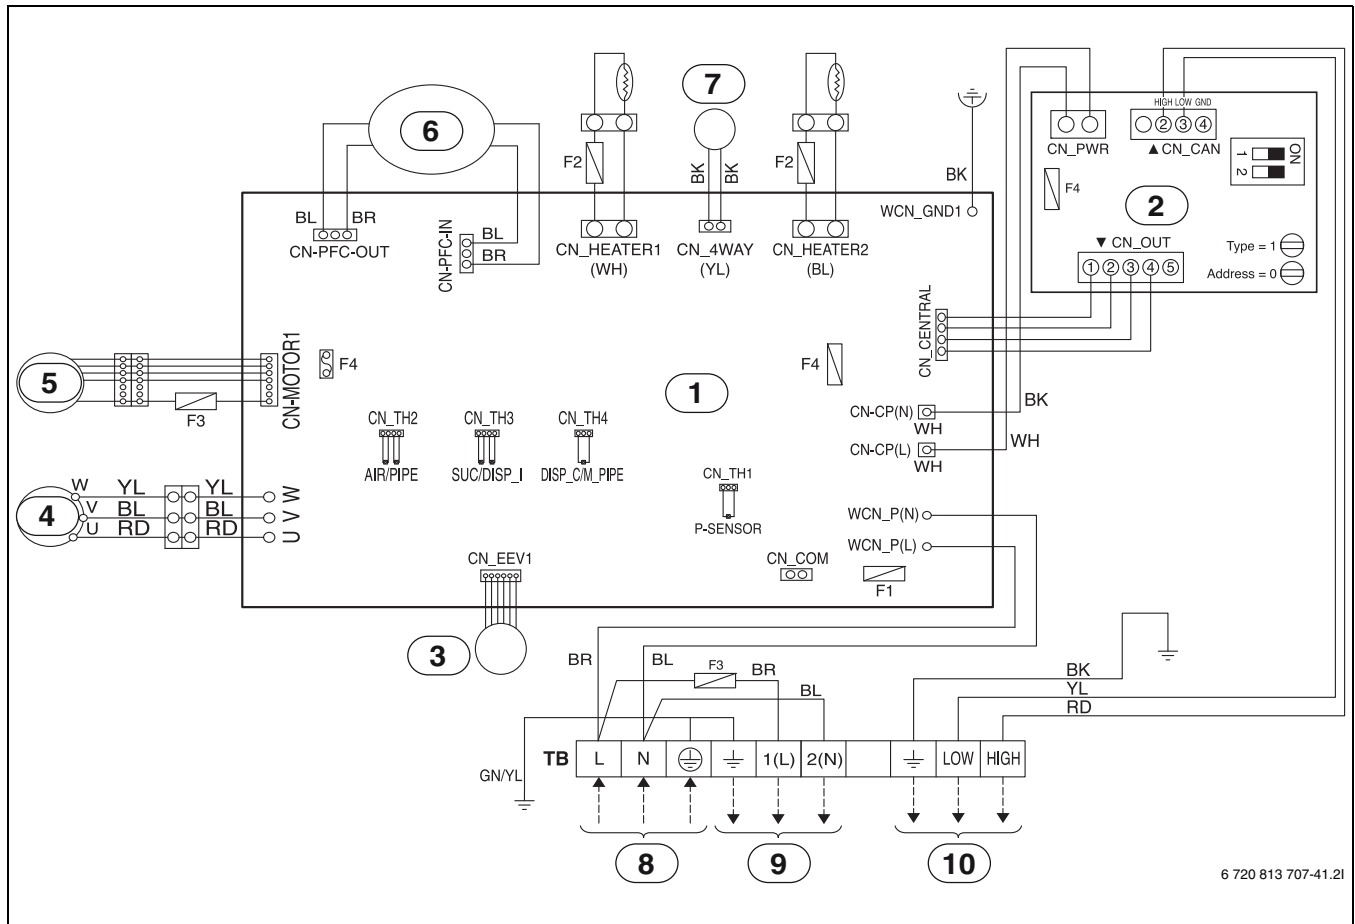 HIGH LOW GND
7
6
2 3 4
CN_PWR
▲ CN_CAN
ON
1
2
F2
BK
BK
F2
BK
F4
2
BL
BR
CN-PFC-OUT
CN-PFC-IN
BL
BR
CN_HEATER1
(WH)
CN_4WAY
(YL)
CN_HEATER2
(BL)
WCN_GND1
▼ CN_OUT
1 2 3 4 5
Type = 1
Address = 0
CN_CENTRAL
5
F3
CN-MOTOR1
F4
1
F4
BK
CN-CP(N)
WH
WH
CN-CP(L)
WH
CN_TH2
AIR/PIPE
CN_TH3
SUC/DISP_I
CN_TH4
DISP_C/M_PIPE
CN_TH1
P-SENSOR
4
W YL YL W
V BL BL V
U RD RD U
WCN_P(N)
WCN_P(L)
CN_EEV1
CN_COM
F1
3
BR
BL
F3
BR
BL
BK
YL
RD
GN/YL
TB L N 1(L) 2(N) LOW HIGH
8
9
10
6 720 813 707-41.2I